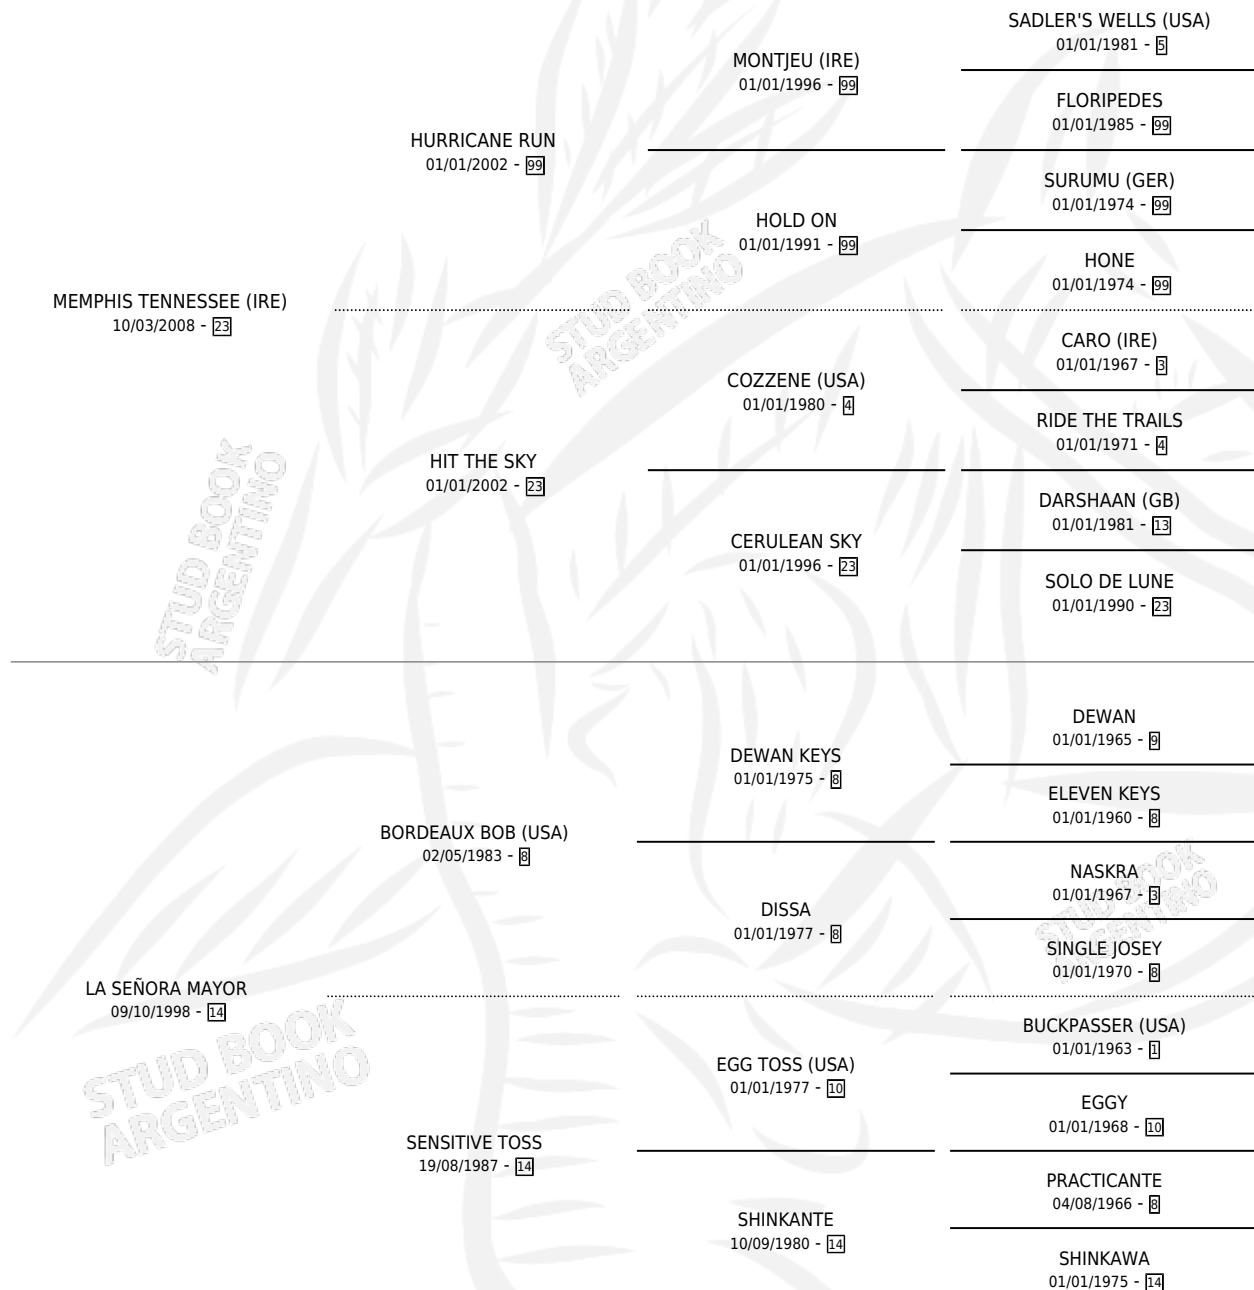 SADLER'S WELLS (USA)
01/01/1981 - 5
MONTJEU (IRE)
01/01/1996 - 99
FLORIPEDES
01/01/1985 - 99
HURRICANE RUN
01/01/2002 - 99
SURUMU (GER)
01/01/1974 - 99
HOLD ON
01/01/1991 - 99
HONE
01/01/1974 - 99
MEMPHIS TENNESSEE (IRE)
10/03/2008 - 23
CARO (IRE)
01/01/1967 - 3
COZZENE (USA)
01/01/1980 - 4
RIDE THE TRAILS
01/01/1971 - 4
HIT THE SKY
01/01/2002 - 23
DARSHAAN (GB)
01/01/1981 - 13
CERULEAN SKY
01/01/1996 - 23
SOLO DE LUNE
01/01/1990 - 23
STUD BOOK
ARGENTINO
STUD BOOK
ARGENTINO
DEWAN
01/01/1965 - 9
DEWAN KEYS
01/01/1975 - 8
ELEVEN KEYS
01/01/1960 - 8
BORDEAUX BOB (USA)
02/05/1983 - 8
NASKRA
01/01/1967 - 3
DISSA
01/01/1977 - 8
SINGLE JOSEY
01/01/1970 - 8
STUD BOOK
ARGENTINO
LA SEÑORA MAYOR
09/10/1998 - 14
BUCKPASSER (USA)
01/01/1963 - 1
EGG TOSS (USA)
01/01/1977 - 10
EGGY
01/01/1968 - 10
STUD BOOK
ARGENTINO
SENSITIVE TOSS
19/08/1987 - 14
PRACTICANTE
04/08/1966 - 8
SHINKANTE
10/09/1980 - 14
SHINKAWA
01/01/1975 - 14